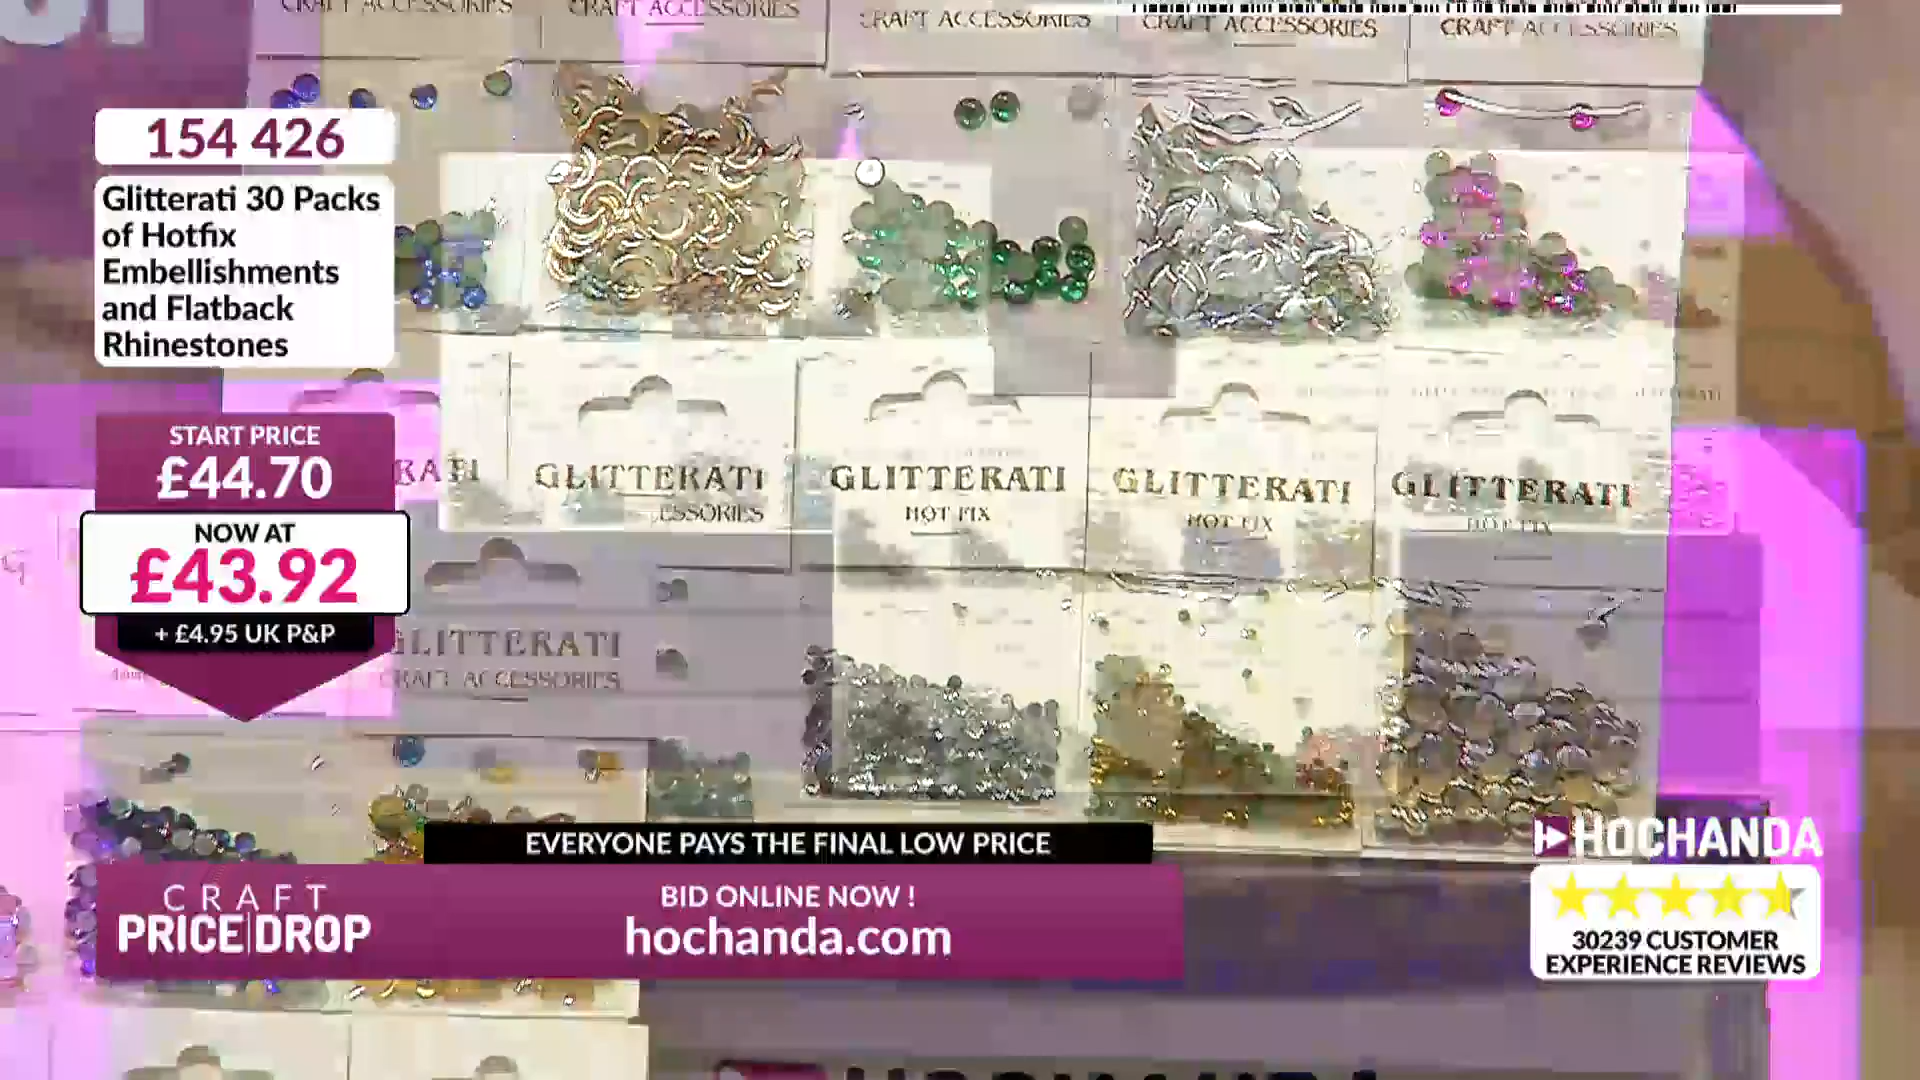 CRAFT ACCESSORIES
CRAFT ACCESSORIES
CRAFT ACCESSORIES
CRAFT ACCESSORIES
CRAFT ACCESSORIES
154 426
Glitterati 30 Packs
of Hotfix
Embellishments
and Flatback
Rhinestones
START PRICE
£44.70
NOW AT
£43.92
+ £4.95 UK P&P
GLITTERATI
GLITTERATI
HOT FIX
GLITTERATI
HOT FIX
GLITTERATI
HOT FIX
GLITTERATI
CRAFT ACCESSORIES
EVERYONE PAYS THE FINAL LOW PRICE
CRAFT
PRICE|DROP
BID ONLINE NOW !
hochanda.com
HOCHANDA
30239 CUSTOMER
EXPERIENCE REVIEWS